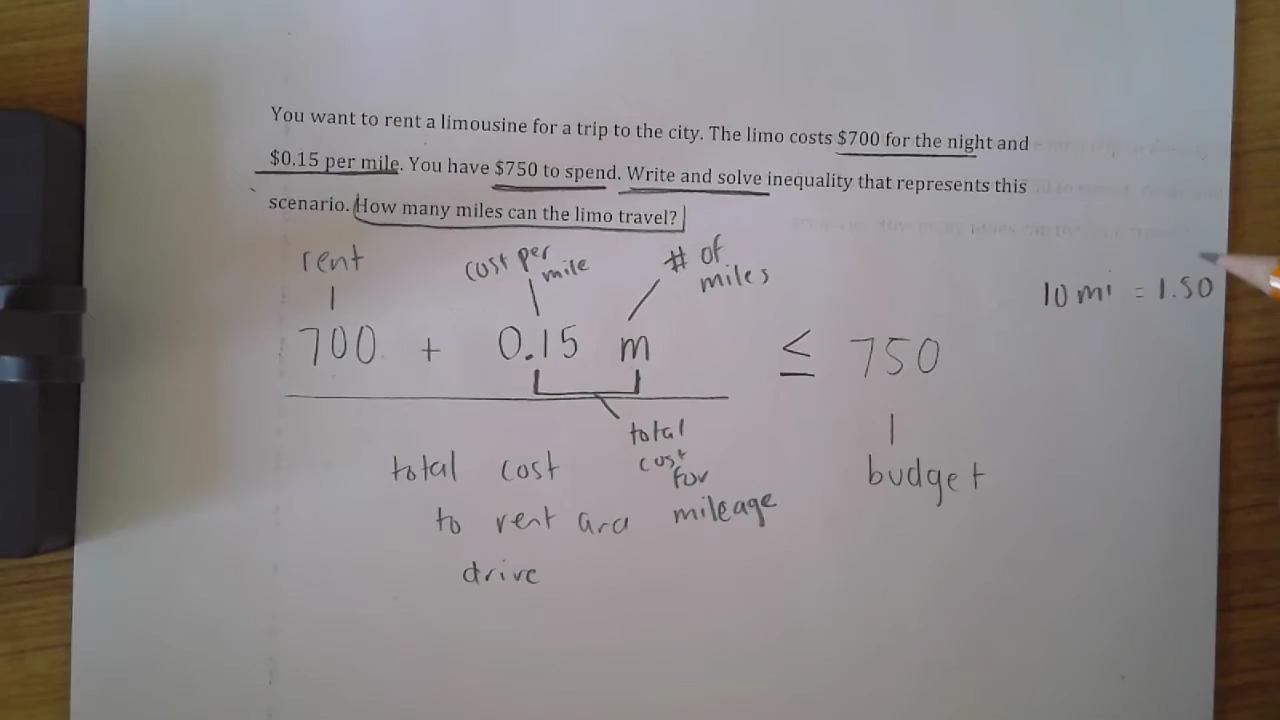 You want to rent a limousine for a trip to the city. The limo costs $700 for the night and
$0.15 per mile. You have $750 to spend. Write and solve inequality that represents this
scenario. How many miles can the limo travel?
rent
cost per
mile
# of
miles
10 mi = 1.50
700 + 0.15 m ≤ 750
total
cost
for
mileage
total cost
to rent and
drive
budget